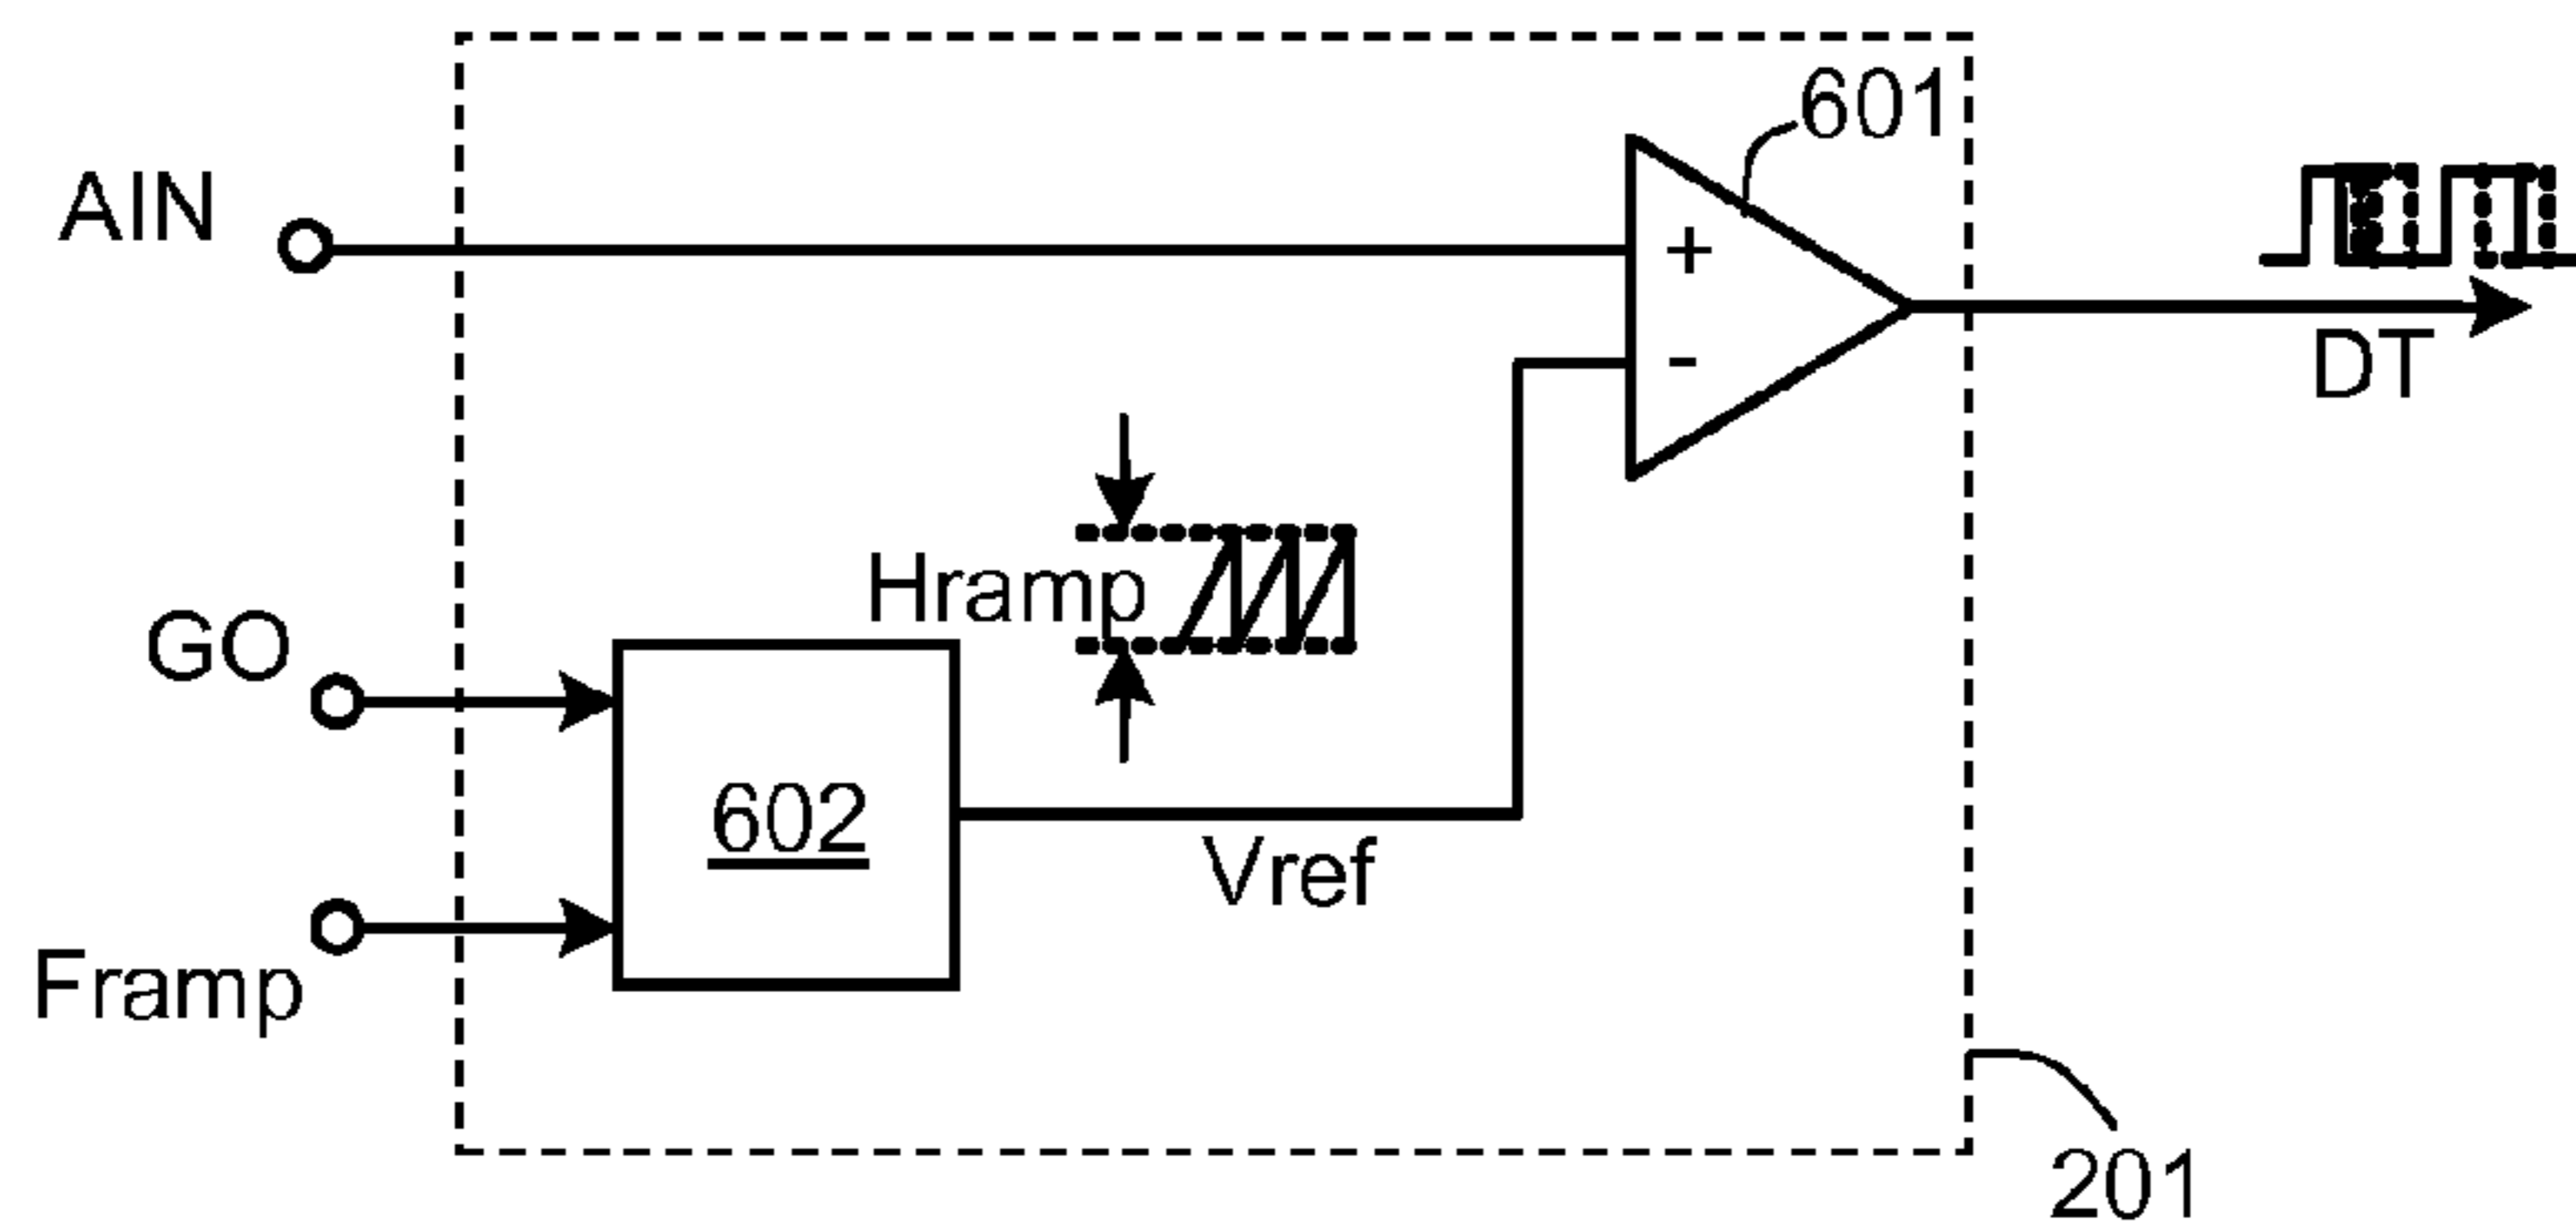 601
AIN
+
-
DT
Hramp
GO
602
Vref
Framp
201